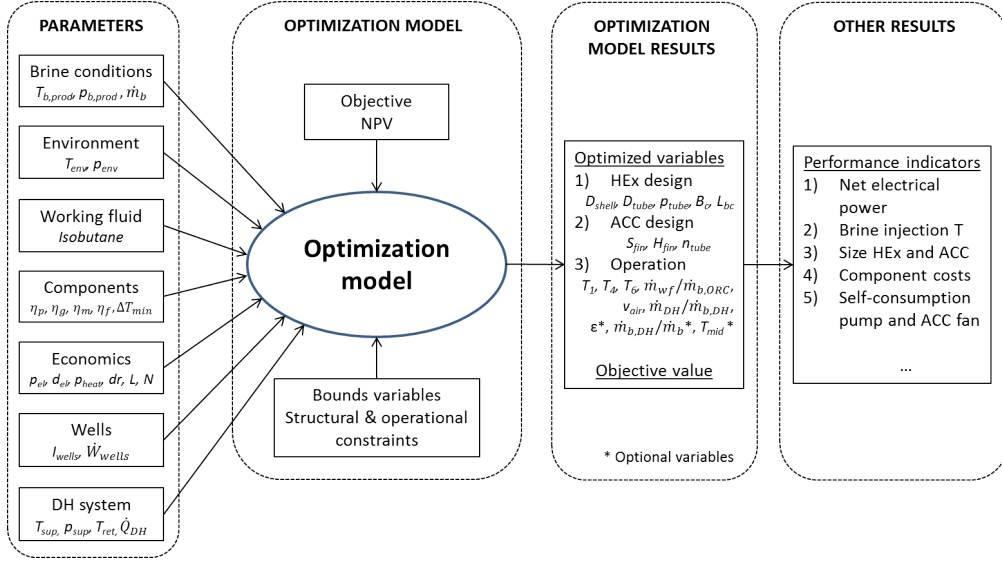 PARAMETERS
Brine conditions
T_b,prod, p_b,prod, ṁ_b
Environment
T_env, p_env
Working fluid
Isobutane
Components
η_p, η_g, η_m, η_f, ΔT_min
Economics
p_el, d_el, p_heat, dr, L, N
Wells
I_wells, Ẇ_wells
DH system
T_sup, p_sup, T_ret, Q̇_DH
OPTIMIZATION MODEL
Objective
NPV
Optimization
model
Bounds variables
Structural & operational
constraints
OPTIMIZATION
MODEL RESULTS
Optimized variables
1) HEx design
D_shell, D_tube, p_tube, B_c, L_bc
2) ACC design
S_fin, H_fin, n_tube
3) Operation
T_1, T_4, T_6, ṁ_wf/ṁ_b,ORC,
v_air, ṁ_DH/ṁ_b,DH,
ε*, ṁ_b,DH/ṁ_b*, T_mid*
Objective value
* Optional variables
OTHER RESULTS
Performance indicators
1) Net electrical
power
2) Brine injection T
3) Size HEx and ACC
4) Component costs
5) Self-consumption
pump and ACC fan
...